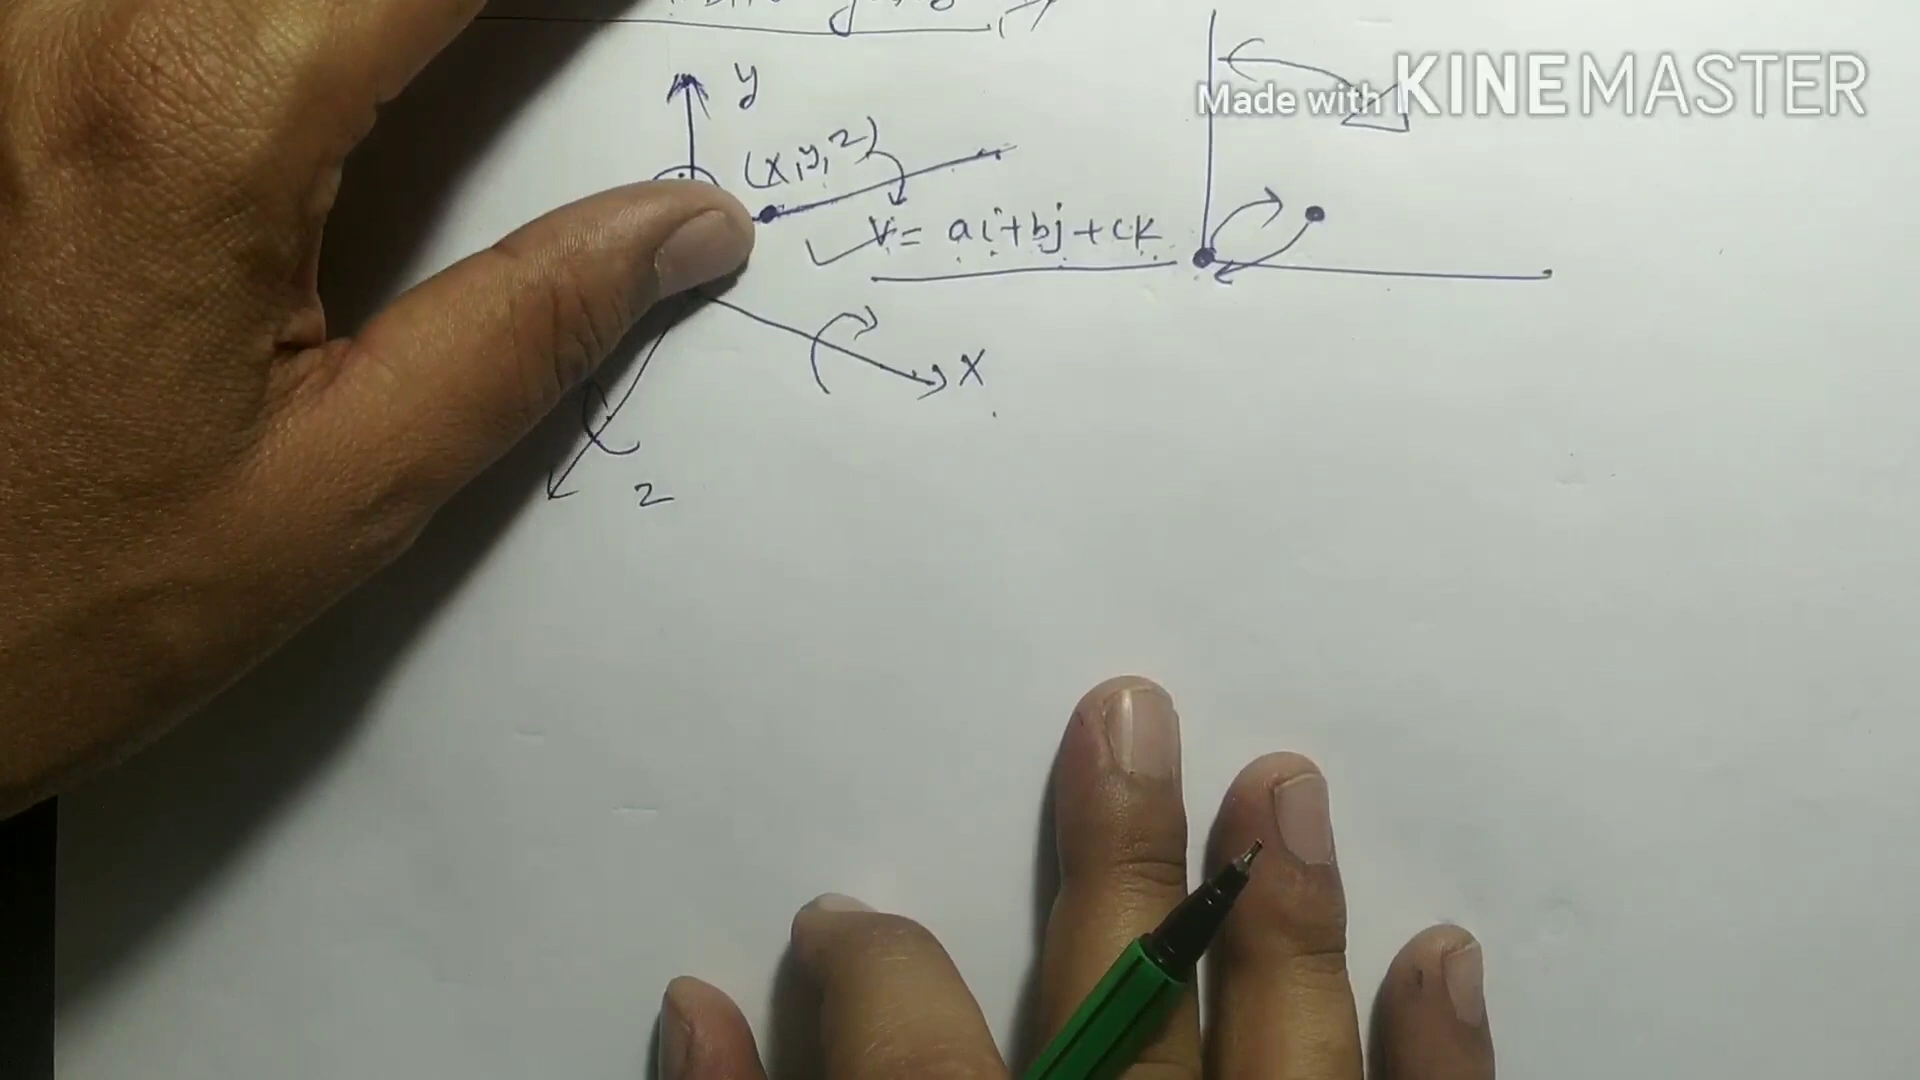 y
Made with KINEMASTER
(x,y,z)
V= ai+bj+ck
X
z